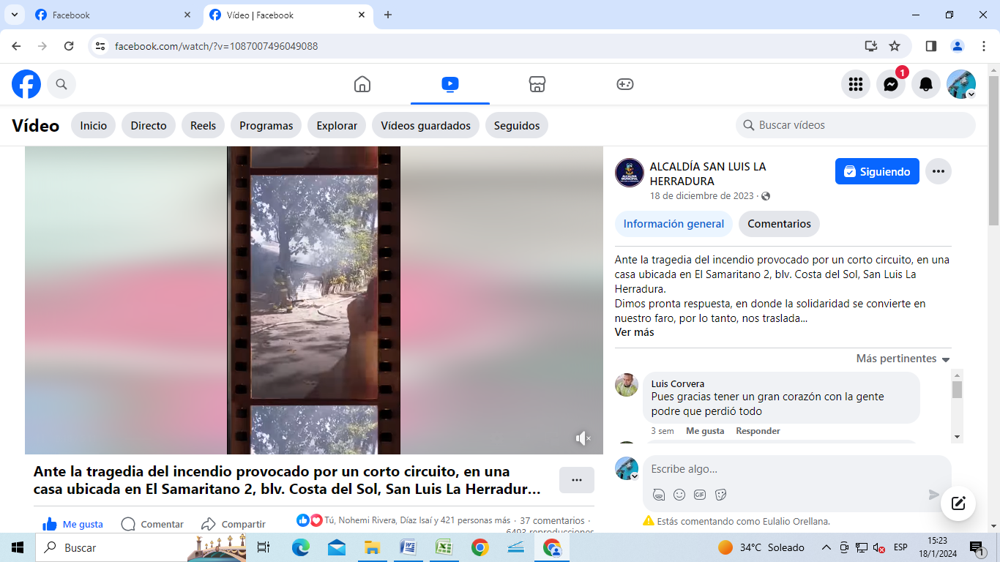 Facebook
Vídeo | Facebook
facebook.com/watch/?v=1087007496049088
1
Vídeo
Inicio
Directo
Reels
Programas
Explorar
Vídeos guardados
Seguidos
Buscar vídeos
ALCALDÍA SAN LUIS LA
HERRADURA
18 de diciembre de 2023 ·
Siguiendo
Información general
Comentarios
Ante la tragedia del incendio provocado por un corto circuito, en una
casa ubicada en El Samaritano 2, blv. Costa del Sol, San Luis La
Herradura.
Dimos pronta respuesta, en donde la solidaridad se convierte en
nuestro faro, por lo tanto, nos traslada...
Ver más
Más pertinentes
Luis Corvera
Pues gracias tener un gran corazón con la gente
podre que perdió todo
3 sem Me gusta Responder
Escribe algo...
GIF
Estás comentando como Eulalio Orellana.
Ante la tragedia del incendio provocado por un corto circuito, en una
casa ubicada en El Samaritano 2, blv. Costa del Sol, San Luis La Herradur...
Me gusta
Comentar
Compartir
Tú, Nohemi Rivera, Díaz Isaí y 421 personas más · 37 comentarios ·
6493 reproducciones
Buscar
34°C Soleado
ESP
15:23
18/1/2024
1